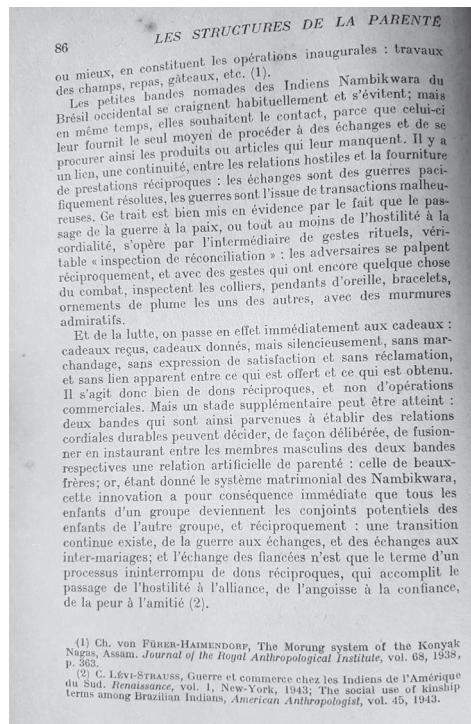 86
LES STRUCTURES DE LA PARENTÉ
ou mieux, en constituent les opérations inaugurales : travaux
des champs, repas, gâteaux, etc. (1).
Les petites bandes nomades des Indiens Nambikwara du
Brésil occidental se craignent habituellement et s'évitent; mais
en même temps, elles souhaitent le contact, parce que celui-ci
leur fournit le seul moyen de procéder à des échanges et de se
procurer ainsi les produits ou articles qui leur manquent. Il y a
un lien, une continuité, entre les relations hostiles et la fourniture
de prestations réciproques : les échanges sont des guerres paci-
fiquement résolues, les guerres sont l'issue de transactions malheu-
reuses. Ce trait est bien mis en évidence par le fait que le pas-
sage de la guerre à la paix, ou tout au moins de l'hostilité à la
cordialité, s'opère par l'intermédiaire de gestes rituels, véri-
table « inspection de réconciliation » : les adversaires se palpent
réciproquement, et avec des gestes qui ont encore quelque chose
du combat, inspectent les colliers, pendants d'oreille, bracelets,
ornements de plume les uns des autres, avec des murmures
admiratifs.
Et de la lutte, on passe en effet immédiatement aux cadeaux :
cadeaux reçus, cadeaux donnés, mais silencieusement, sans mar-
chandage, sans expression de satisfaction et sans réclamation,
et sans lien apparent entre ce qui est offert et ce qui est obtenu.
Il s'agit donc bien de dons réciproques, et non d'opérations
commerciales. Mais un stade supplémentaire peut être atteint :
deux bandes qui sont ainsi parvenues à établir des relations
cordiales durables peuvent décider, de façon délibérée, de fusion-
ner en instaurant entre les membres masculins des deux bandes
respectives une relation artificielle de parenté : celle de beaux-
frères; or, étant donné le système matrimonial des Nambikwara,
cette innovation a pour conséquence immédiate que tous les
enfants d'un groupe deviennent les conjoints potentiels des
enfants de l'autre groupe, et réciproquement : une transition
continue existe, de la guerre aux échanges, et des échanges aux
inter-mariages; et l'échange des fiancées n'est que le terme d'un
processus ininterrompu de dons réciproques, qui accomplit le
passage de l'hostilité à l'alliance, de l'angoisse à la confiance,
de la peur à l'amitié (2).
(1) Ch. von FÜRER-HAIMENDORF, The Morung system of the Konyak
Nagas, Assam. Journal of the Royal Anthropological Institute, vol. 68, 1938,
p. 363.
(2) C. LÉVI-STRAUSS, Guerre et commerce chez les Indiens de l'Amérique
du Sud. Renaissance, vol. 1, New-York, 1943; The social use of kinship
terms among Brazilian Indians, American Anthropologist, vol. 45, 1943.